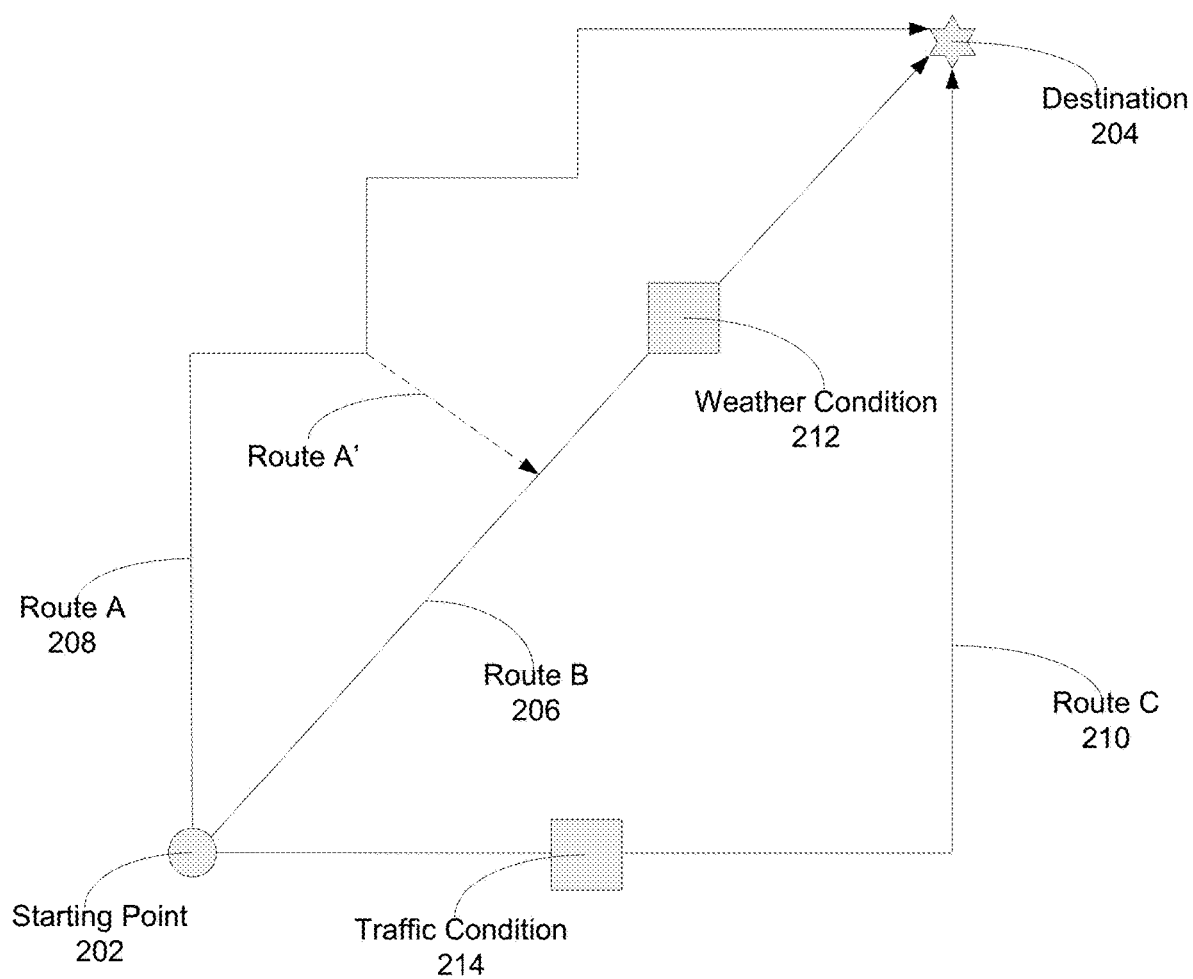 Destination
204
Weather Condition
212
Route A’
Route A
208
Route B
206
Route C
210
Starting Point
202
Traffic Condition
214